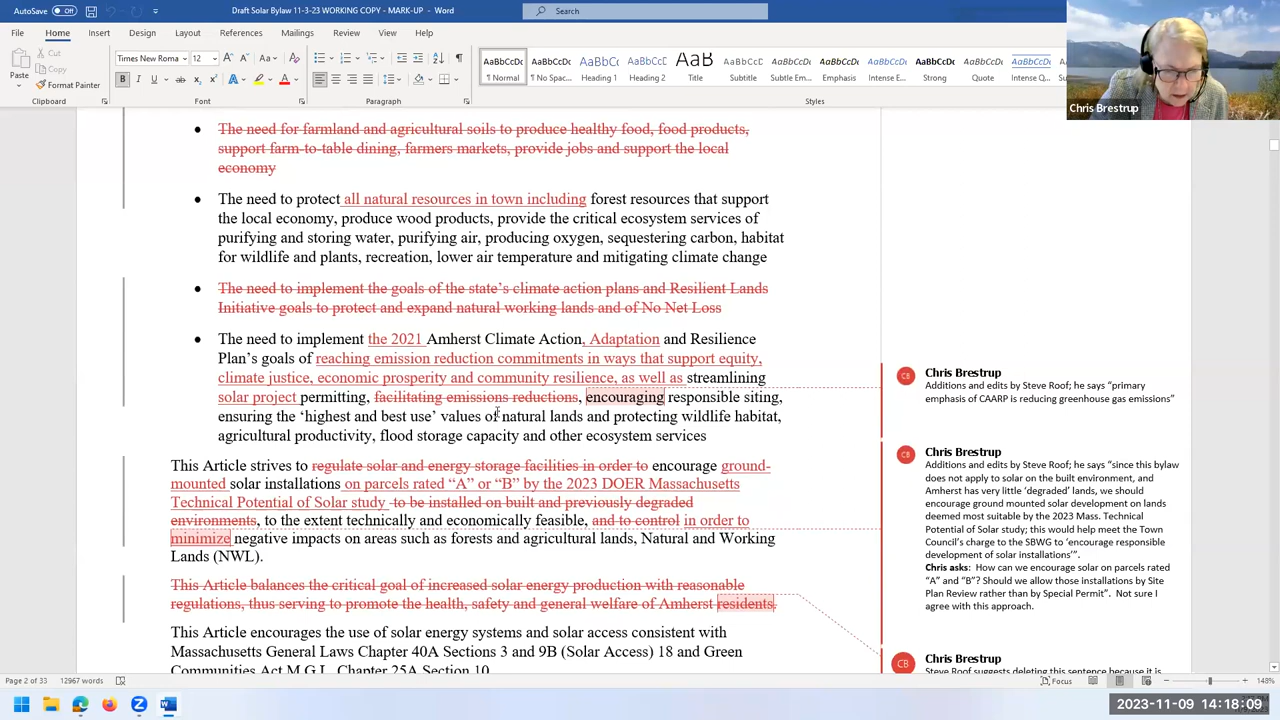 AutoSave Off
Draft Solar Bylaw 11-3-23 WORKING COPY - MARK-UP - Word
Search
File Home Insert Design Layout References Mailings Review View Help
Cut
Copy
Format Painter
Paste
Times New Roma 12
AaBbCcDc AaBbCcDc AaBbCc AaBbCcC AaB AaBbCcD AaBbCcDt AaBbCcDt AaBbCcDt AaBbCcDc AaBbCcDt AaBbCcDt
¶ Normal ¶ No Spac... Heading 1 Heading 2 Title Subtitle Subtle Em... Emphasis Intense E... Strong Quote Intense Q...
Clipboard Font Paragraph Styles
Chris Brestrup
• The need for farmland and agricultural soils to produce healthy food, food products,
support farm-to-table dining, farmers markets, provide jobs and support the local
economy
• The need to protect all natural resources in town including forest resources that support
the local economy, produce wood products, provide the critical ecosystem services of
purifying and storing water, purifying air, producing oxygen, sequestering carbon, habitat
for wildlife and plants, recreation, lower air temperature and mitigating climate change
• The need to implement the goals of the state's climate action plans and Resilient Lands
Initiative goals to protect and expand natural working lands and of No Net Loss
• The need to implement the 2021 Amherst Climate Action, Adaptation and Resilience
Plan's goals of reaching emission reduction commitments in ways that support equity,
climate justice, economic prosperity and community resilience, as well as streamlining
solar project permitting, facilitating emissions reductions, encouraging responsible siting,
ensuring the ‘highest and best use’ values of natural lands and protecting wildlife habitat,
agricultural productivity, flood storage capacity and other ecosystem services
This Article strives to regulate solar and energy storage facilities in order to encourage ground-
mounted solar installations on parcels rated “A” or “B” by the 2023 DOER Massachusetts
Technical Potential of Solar study to be installed on built and previously degraded
environments, to the extent technically and economically feasible, and to control in order to
minimize negative impacts on areas such as forests and agricultural lands, Natural and Working
Lands (NWL).
This Article balances the critical goal of increased solar energy production with reasonable
regulations, thus serving to promote the health, safety and general welfare of Amherst residents.
This Article encourages the use of solar energy systems and solar access consistent with
Massachusetts General Laws Chapter 40A Sections 3 and 9B (Solar Access) 18 and Green
Communities Act M.G.L. Chapter 25A Section 10
CB Chris Brestrup
Additions and edits by Steve Roof; he says “primary
emphasis of CAARP is reducing greenhouse gas emissions”
CB Chris Brestrup
Additions and edits by Steve Roof; he says “since this bylaw
does not apply to solar on the built environment, and
Amherst has very little ‘degraded’ lands, we should
encourage ground mounted solar development on lands
deemed most suitable by the 2023 Mass. Technical
Potential of Solar study; this would help meet the Town
Council’s charge to the SBWG to ‘encourage responsible
development of solar installations’”.
Chris asks: How can we encourage solar on parcels rated
“A” and “B”? Should we allow those installations by Site
Plan Review rather than by Special Permit”. Not sure I
agree with this approach.
CB Chris Brestrup
Steve Roof suggests deleting this sentence because it is
Page 2 of 33 12967 words
Focus
148%
2023-11-09 14:18:09